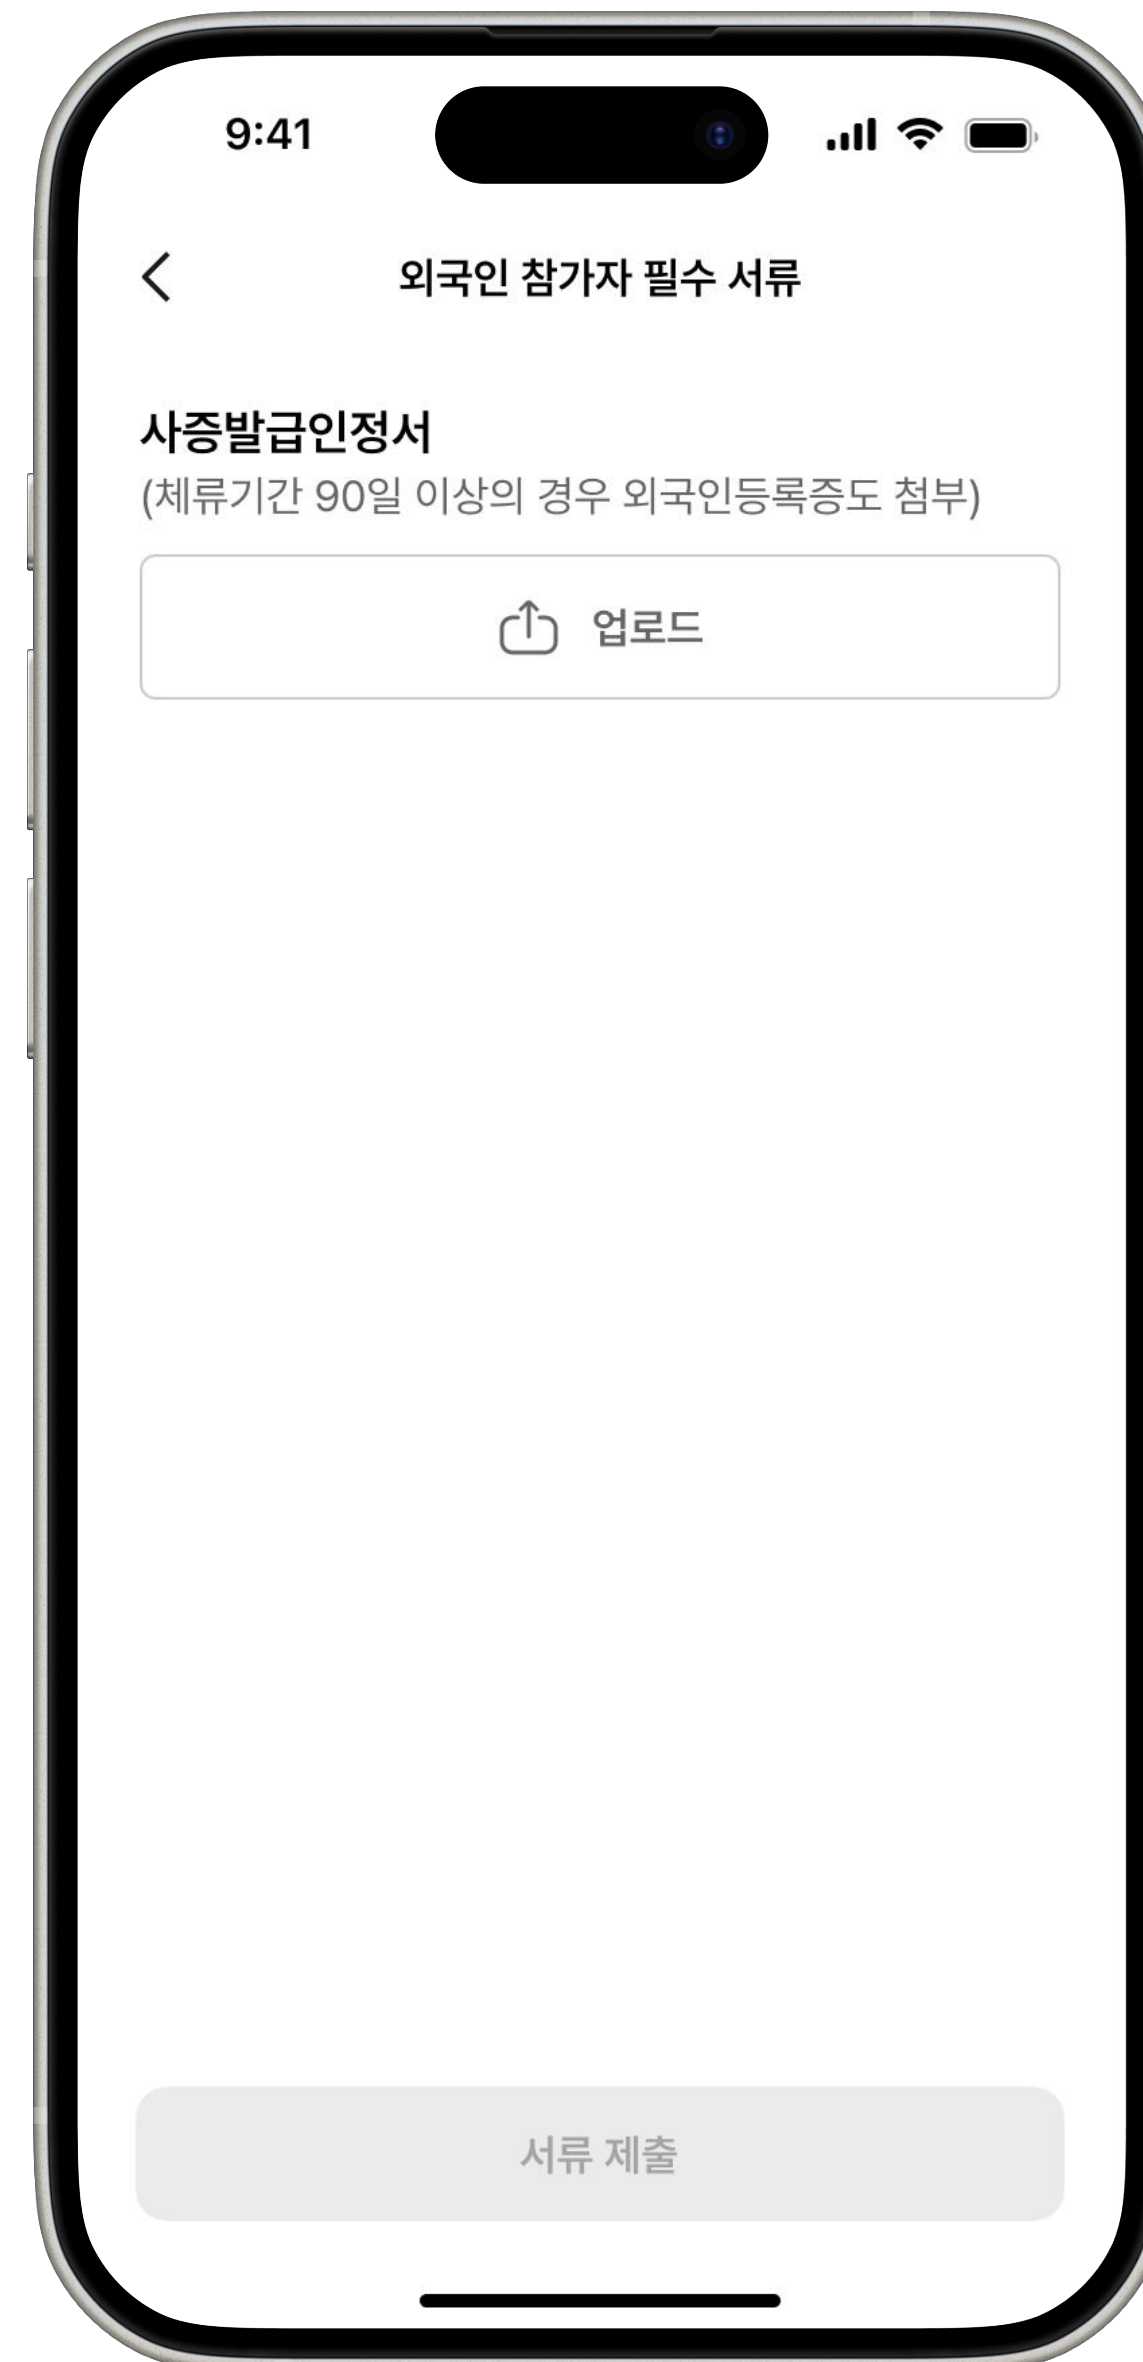 9:41
외국인 참가자 필수 서류
사증발급인정서
(체류기간 90일 이상의 경우 외국인등록증도 첨부)
업로드
서류 제출